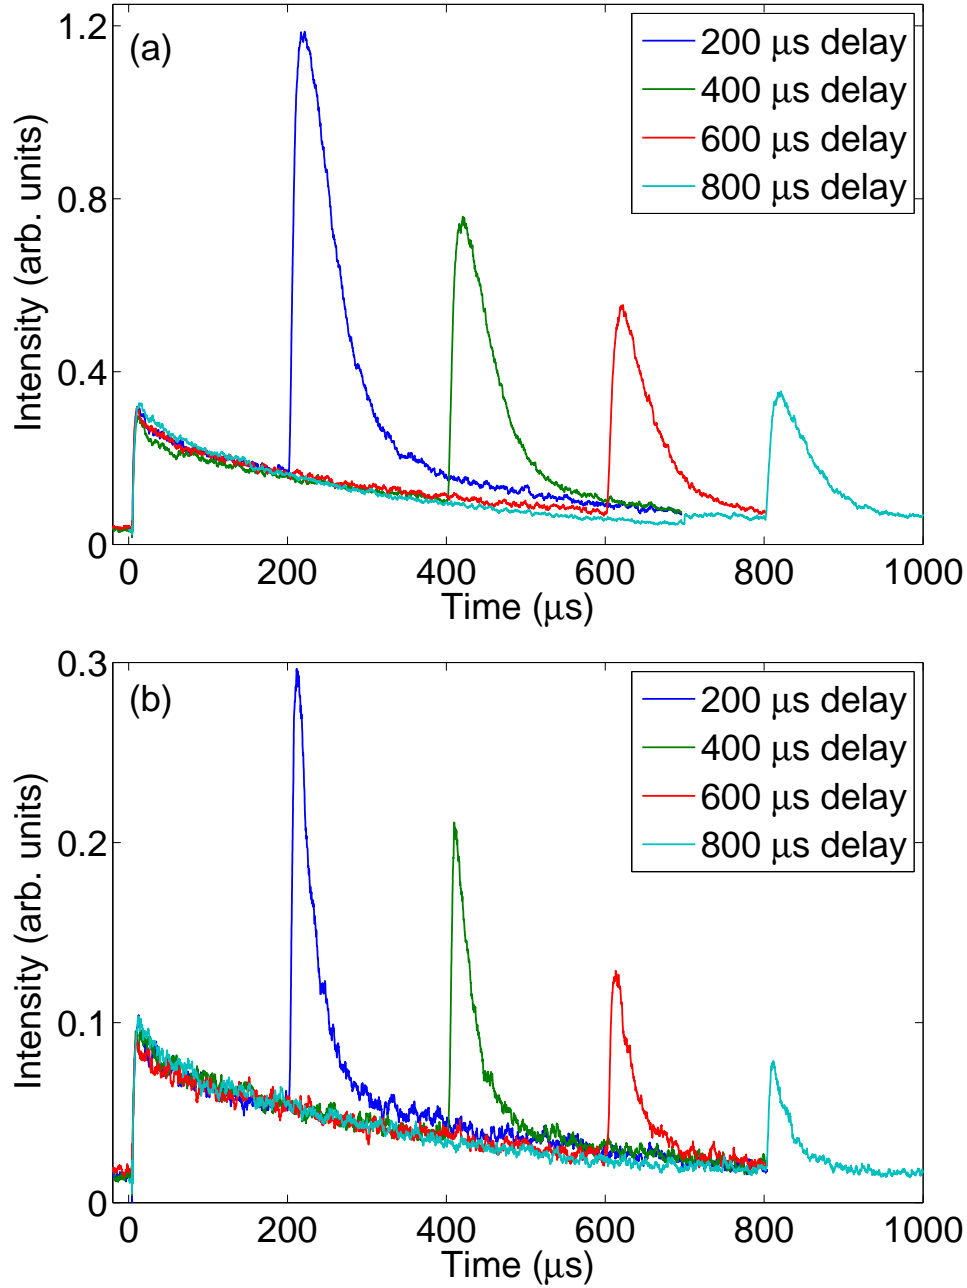 (a)
200 μs delay
400 μs delay
600 μs delay
800 μs delay
Intensity (arb. units)
1.2
0.8
0.4
0
0 200 400 600 800 1000
Time (μs)
(b)
200 μs delay
400 μs delay
600 μs delay
800 μs delay
Intensity (arb. units)
0.3
0.2
0.1
0
0 200 400 600 800 1000
Time (μs)